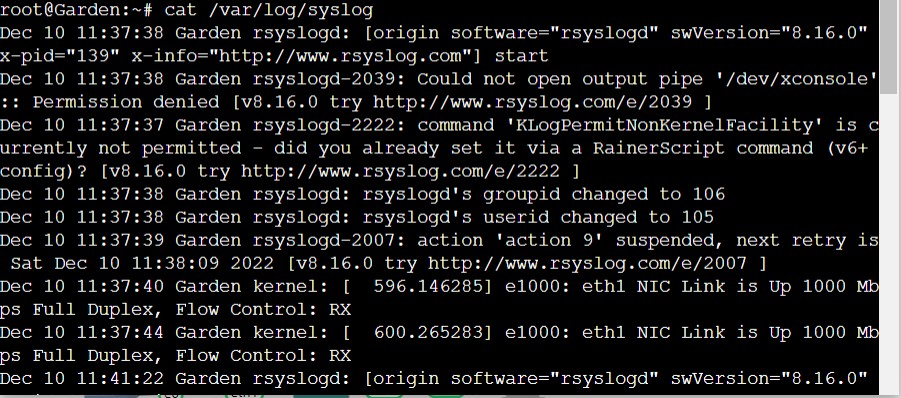 root@Garden:~# cat /var/log/syslog
Dec 10 11:37:38 Garden rsyslogd: [origin software="rsyslogd" swVersion="8.16.0"
x-pid="139" x-info="http://www.rsyslog.com"] start
Dec 10 11:37:38 Garden rsyslogd-2039: Could not open output pipe '/dev/xconsole'
:: Permission denied [v8.16.0 try http://www.rsyslog.com/e/2039 ]
Dec 10 11:37:37 Garden rsyslogd-2222: command 'KLogPermitNonKernelFacility' is c
urrently not permitted - did you already set it via a RainerScript command (v6+
config)? [v8.16.0 try http://www.rsyslog.com/e/2222 ]
Dec 10 11:37:38 Garden rsyslogd: rsyslogd's groupid changed to 106
Dec 10 11:37:38 Garden rsyslogd: rsyslogd's userid changed to 105
Dec 10 11:37:39 Garden rsyslogd-2007: action 'action 9' suspended, next retry is
 Sat Dec 10 11:38:09 2022 [v8.16.0 try http://www.rsyslog.com/e/2007 ]
Dec 10 11:37:40 Garden kernel: [  596.146285] e1000: eth1 NIC Link is Up 1000 Mb
ps Full Duplex, Flow Control: RX
Dec 10 11:37:44 Garden kernel: [  600.265283] e1000: eth1 NIC Link is Up 1000 Mb
ps Full Duplex, Flow Control: RX
Dec 10 11:41:22 Garden rsyslogd: [origin software="rsyslogd" swVersion="8.16.0"